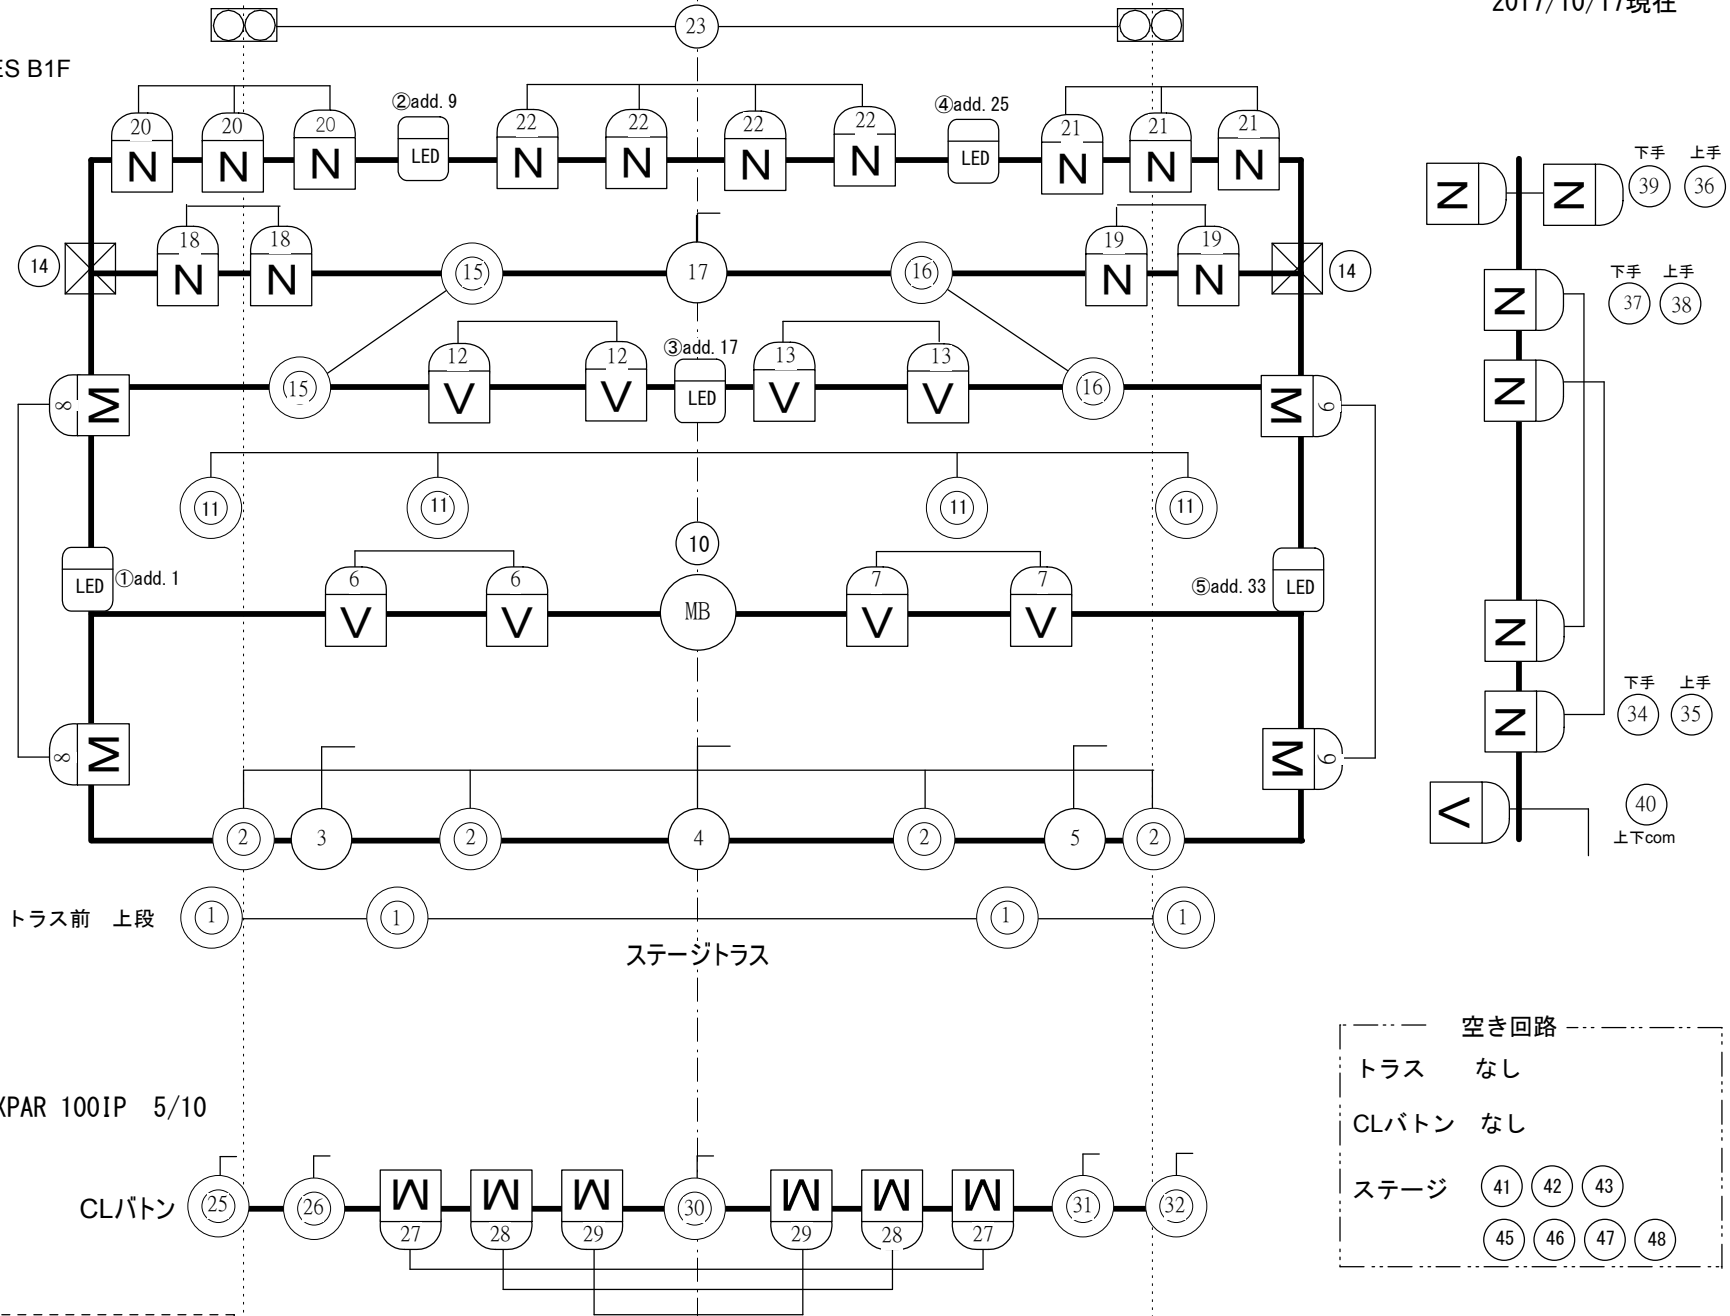 2017/10/17現在
23
ES B1F
②add. 9
④add. 25
20 20 20 22 22 22 22 21 21 21
N N N LED N N N N LED N N N
下手 上手
N N 39 36
18 18 19 19
14 N N 15 17 16 N N 14
下手 上手
N 37 38
③add. 17
12 12 13 13
8 M 15 V V LED V V 16 M 9
N
11 11 11 11
10
LED ①add. 1 ⑤add. 33 LED
6 6 7 7
V V MB V V
N
下手 上手
N 34 35
8 M M 9
V 40
上下com
2 3 2 4 2 5 2
トラス前 上段 1 1 1 1
ステージトラス
空き回路
トラス なし
XPAR 100IP 5/10
CLバトン なし
CLバトン 25 26 M M M 30 M M M 31 32
27 28 29 29 28 27
ステージ 41 42 43
45 46 47 48